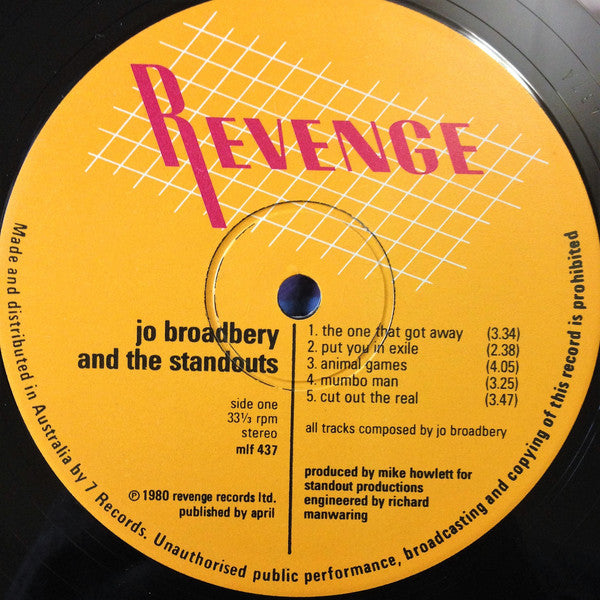 REVENGE
jo broadbery
and the standouts
side one
33⅓ rpm
stereo
mlf 437
℗ 1980 revenge records ltd.
published by april
1. the one that got away (3.34)
2. put you in exile (2.38)
3. animal games (4.05)
4. mumbo man (3.25)
5. cut out the real (3.47)
all tracks composed by jo broadbery
produced by mike howlett for
standout productions
engineered by richard
manwaring
Made and distributed in Australia by 7 Records. Unauthorised public performance, broadcasting and copying of this record is prohibited